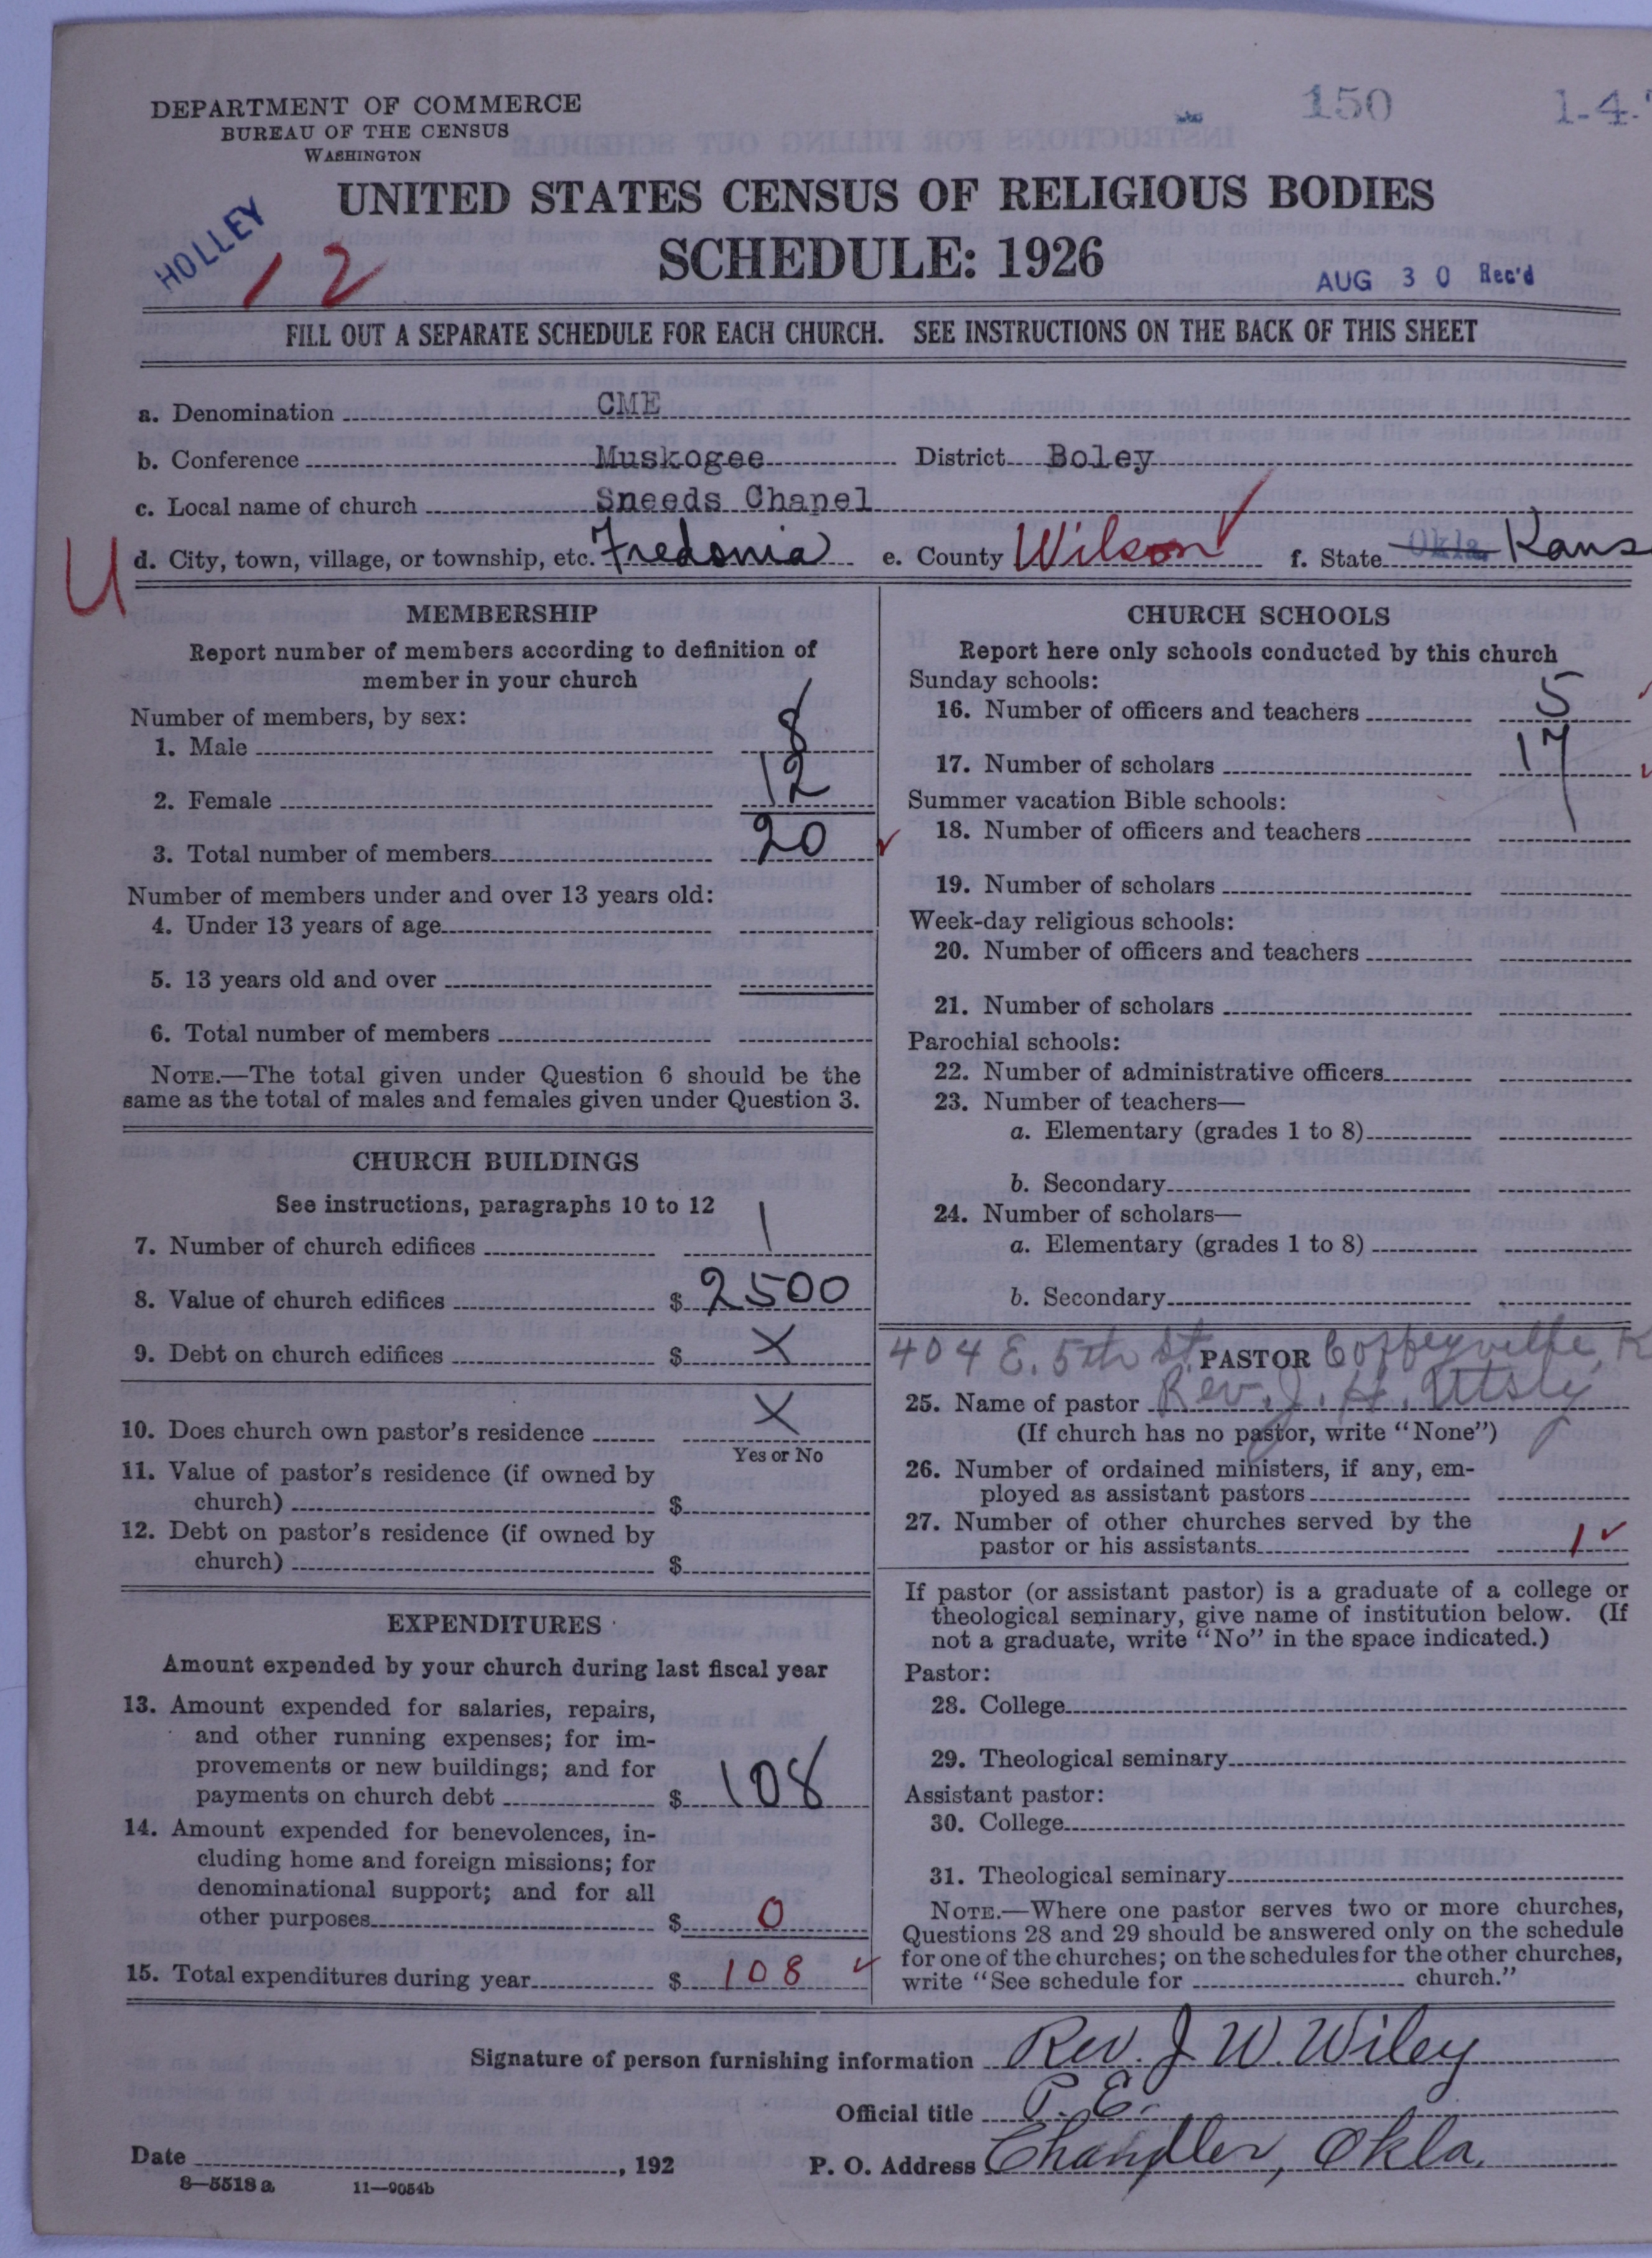 DEPARTMENT OF COMMERCE
BUREAU OF THE CENSUS
WASHINGTON
150
1-4-
HOLLEY
12
UNITED STATES CENSUS OF RELIGIOUS BODIES
SCHEDULE: 1926
AUG 30 Rec'd
FILL OUT A SEPARATE SCHEDULE FOR EACH CHURCH. SEE INSTRUCTIONS ON THE BACK OF THIS SHEET
a. Denomination CME
b. Conference Muskogee District Boley
c. Local name of church Sneeds Chapel
U
d. City, town, village, or township, etc. Fredonia e. County Wilson f. State Okla. Kans
MEMBERSHIP
Report number of members according to definition of
member in your church
Number of members, by sex:
1. Male 8
2. Female 12
3. Total number of members 20
Number of members under and over 13 years old:
4. Under 13 years of age
5. 13 years old and over
6. Total number of members
NOTE.—The total given under Question 6 should be the
same as the total of males and females given under Question 3.
CHURCH BUILDINGS
See instructions, paragraphs 10 to 12
7. Number of church edifices 1
8. Value of church edifices $ 2500
9. Debt on church edifices $ X
10. Does church own pastor's residence X
Yes or No
11. Value of pastor's residence (if owned by
church) $
12. Debt on pastor's residence (if owned by
church) $
EXPENDITURES
Amount expended by your church during last fiscal year
13. Amount expended for salaries, repairs,
and other running expenses; for im-
provements or new buildings; and for
payments on church debt $ 108
14. Amount expended for benevolences, in-
cluding home and foreign missions; for
denominational support; and for all
other purposes $ 0
15. Total expenditures during year $ 108
CHURCH SCHOOLS
Report here only schools conducted by this church
Sunday schools:
16. Number of officers and teachers 5
17. Number of scholars 17
Summer vacation Bible schools:
18. Number of officers and teachers
19. Number of scholars
Week-day religious schools:
20. Number of officers and teachers
21. Number of scholars
Parochial schools:
22. Number of administrative officers
23. Number of teachers—
a. Elementary (grades 1 to 8)
b. Secondary
24. Number of scholars—
a. Elementary (grades 1 to 8)
b. Secondary
404 E. 5th St. PASTOR Coffeyville, K
25. Name of pastor Rev. J. H. Utsly
(If church has no pastor, write "None")
26. Number of ordained ministers, if any, em-
ployed as assistant pastors
27. Number of other churches served by the
pastor or his assistants 1
If pastor (or assistant pastor) is a graduate of a college or
theological seminary, give name of institution below. (If
not a graduate, write "No" in the space indicated.)
Pastor:
28. College
29. Theological seminary
Assistant pastor:
30. College
31. Theological seminary
NOTE.—Where one pastor serves two or more churches,
Questions 28 and 29 should be answered only on the schedule
for one of the churches; on the schedules for the other churches,
write "See schedule for church."
Signature of person furnishing information Rev. J W. Wiley
Official title P. E.
Date , 192 P. O. Address Chandler, Okla.
8—5518 a 11—9054b